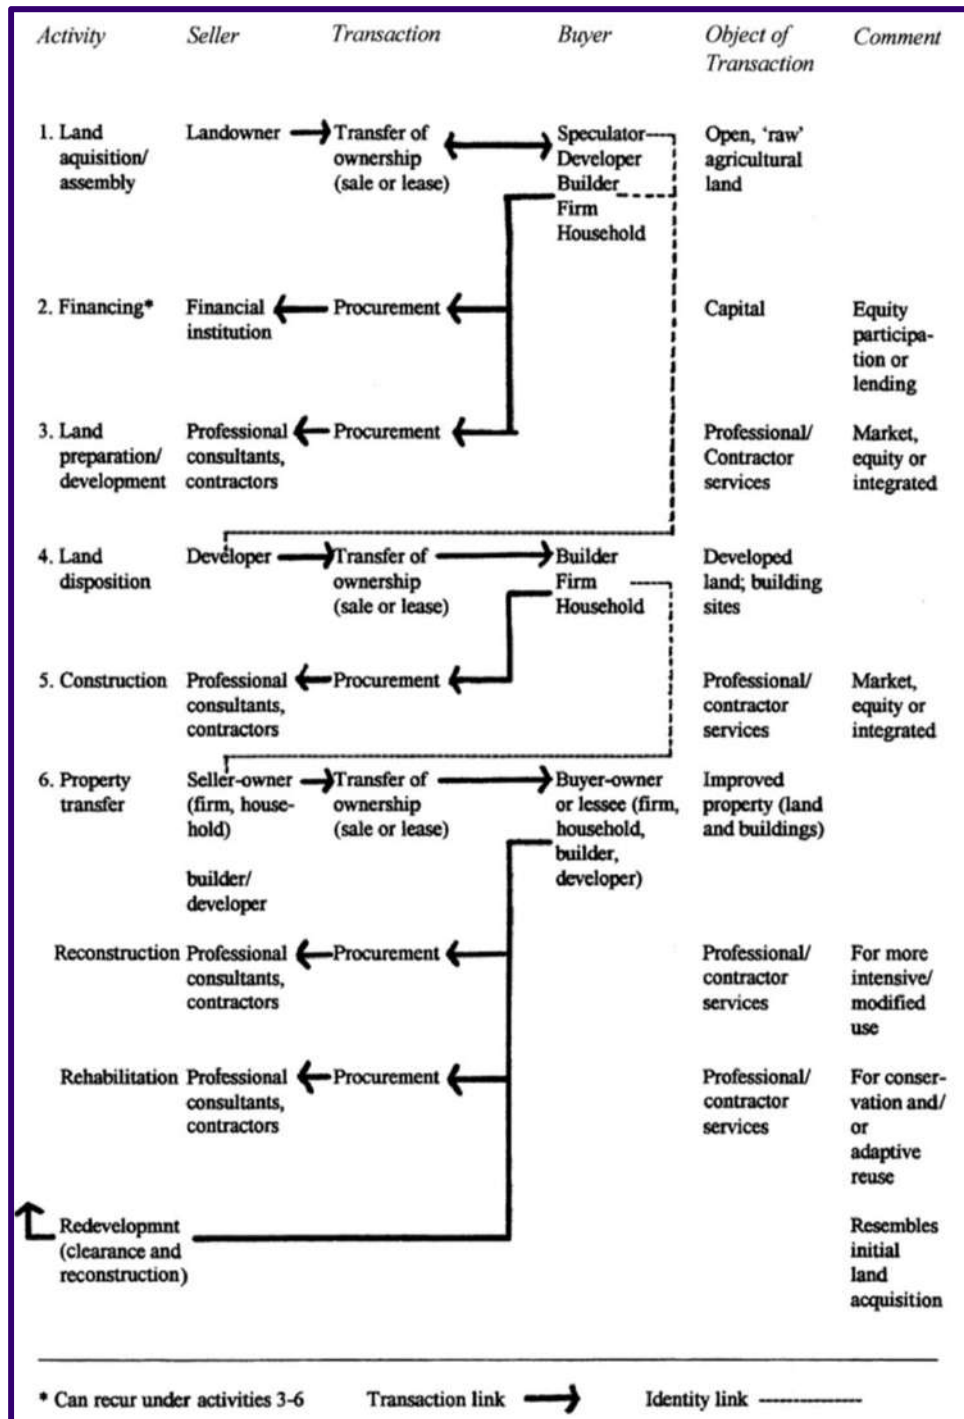 Activity Seller Transaction Buyer Object of Comment
Transaction
1. Land Landowner Transfer of Speculator Open, 'raw'
aquisition/ ownership Developer agricultural
assembly (sale or lease) Builder land
Firm
Household
2. Financing* Financial Procurement Capital Equity
institution participa-
tion or
lending
3. Land Professional Procurement Professional/ Market,
preparation/ consultants, Contractor equity or
development contractors services integrated
4. Land Developer Transfer of Builder Developed
disposition ownership Firm land; building
(sale or lease) Household sites
5. Construction Professional Procurement Professional/ Market,
consultants, contractor equity or
contractors services integrated
6. Property Seller-owner Transfer of Buyer-owner Improved
transfer (firm, house- ownership or lessee (firm, property (land
hold) (sale or lease) household, and buildings)
builder,
builder/ developer)
developer
Reconstruction Professional Procurement Professional/ For more
consultants, contractor intensive/
contractors services modified
use
Rehabilitation Professional Procurement Professional/ For conser-
consultants, contractor vation and/
contractors services or
adaptive
reuse
Redevelopmnt Resembles
(clearance and initial
reconstruction) land
acquisition
* Can recur under activities 3-6 Transaction link Identity link